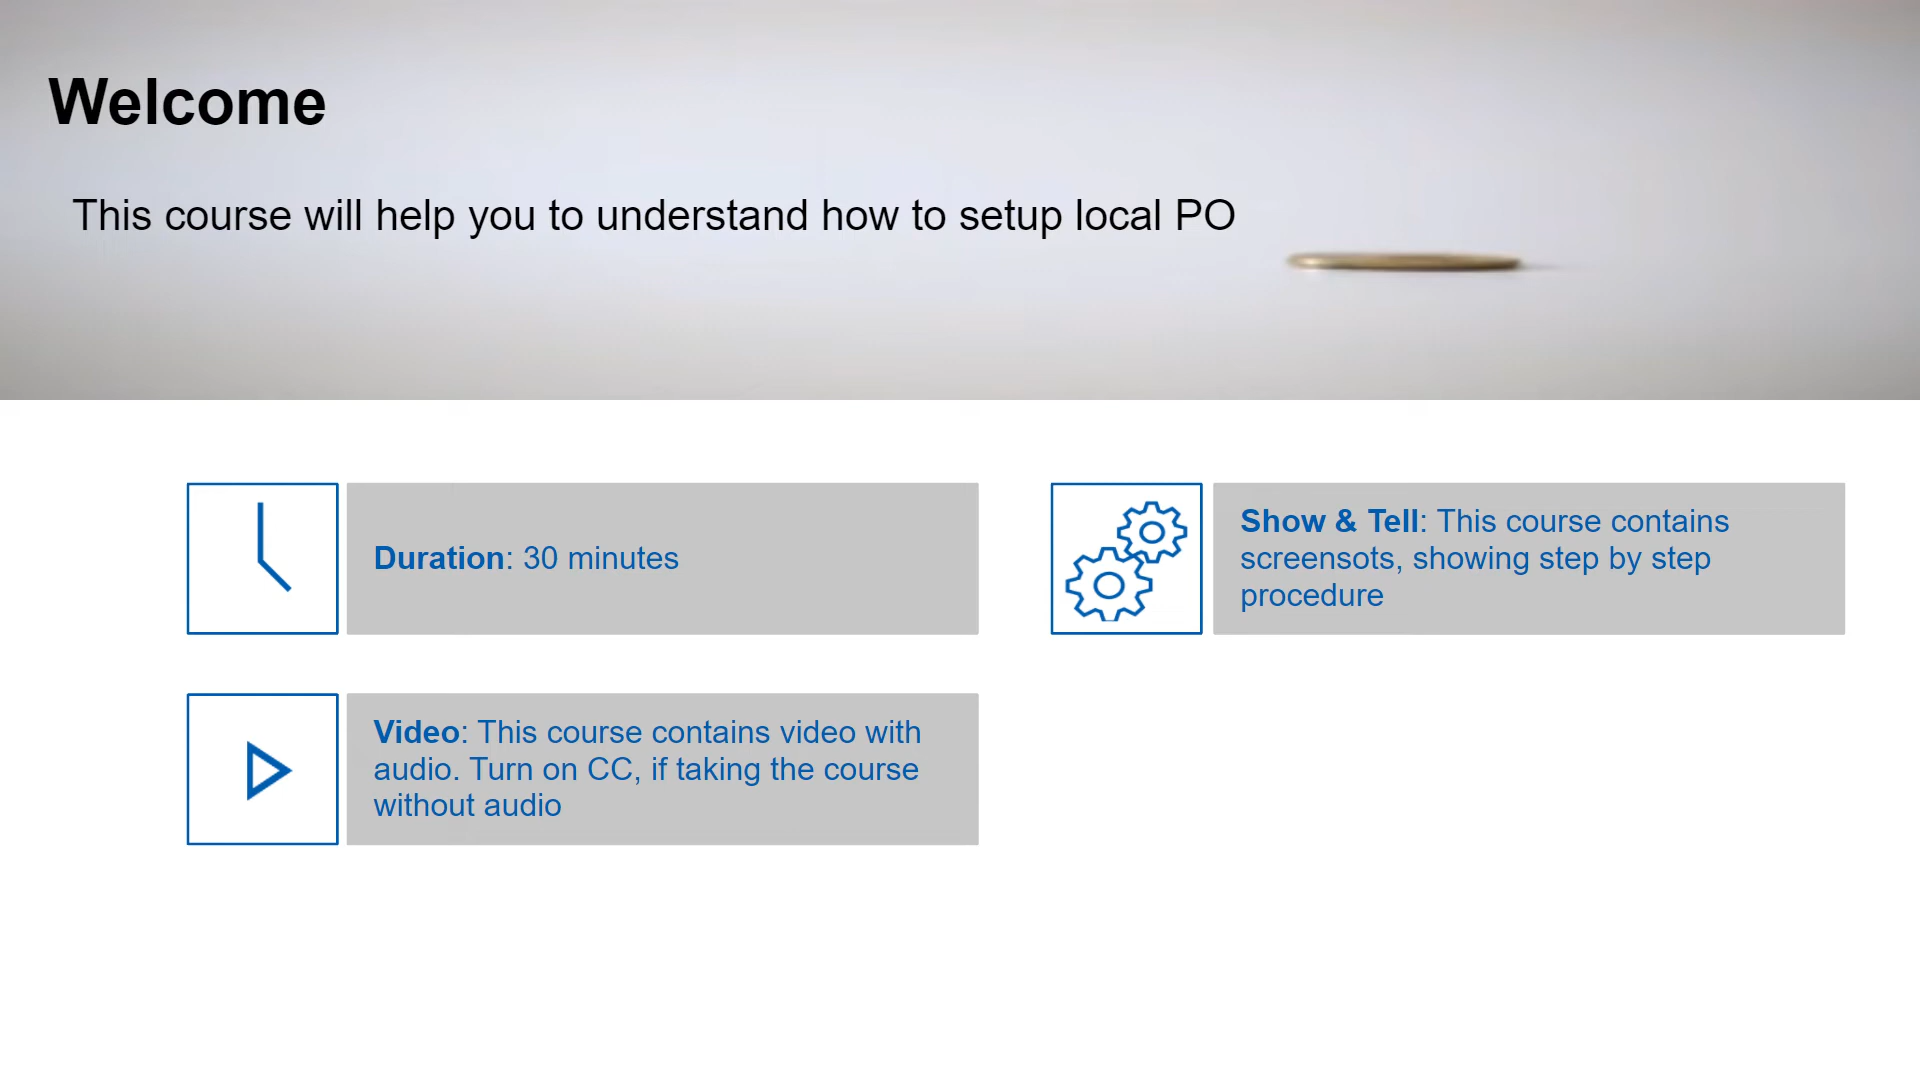 Welcome
This course will help you to understand how to setup local PO
Duration: 30 minutes
Show & Tell: This course contains
screensots, showing step by step
procedure
Video: This course contains video with
audio. Turn on CC, if taking the course
without audio